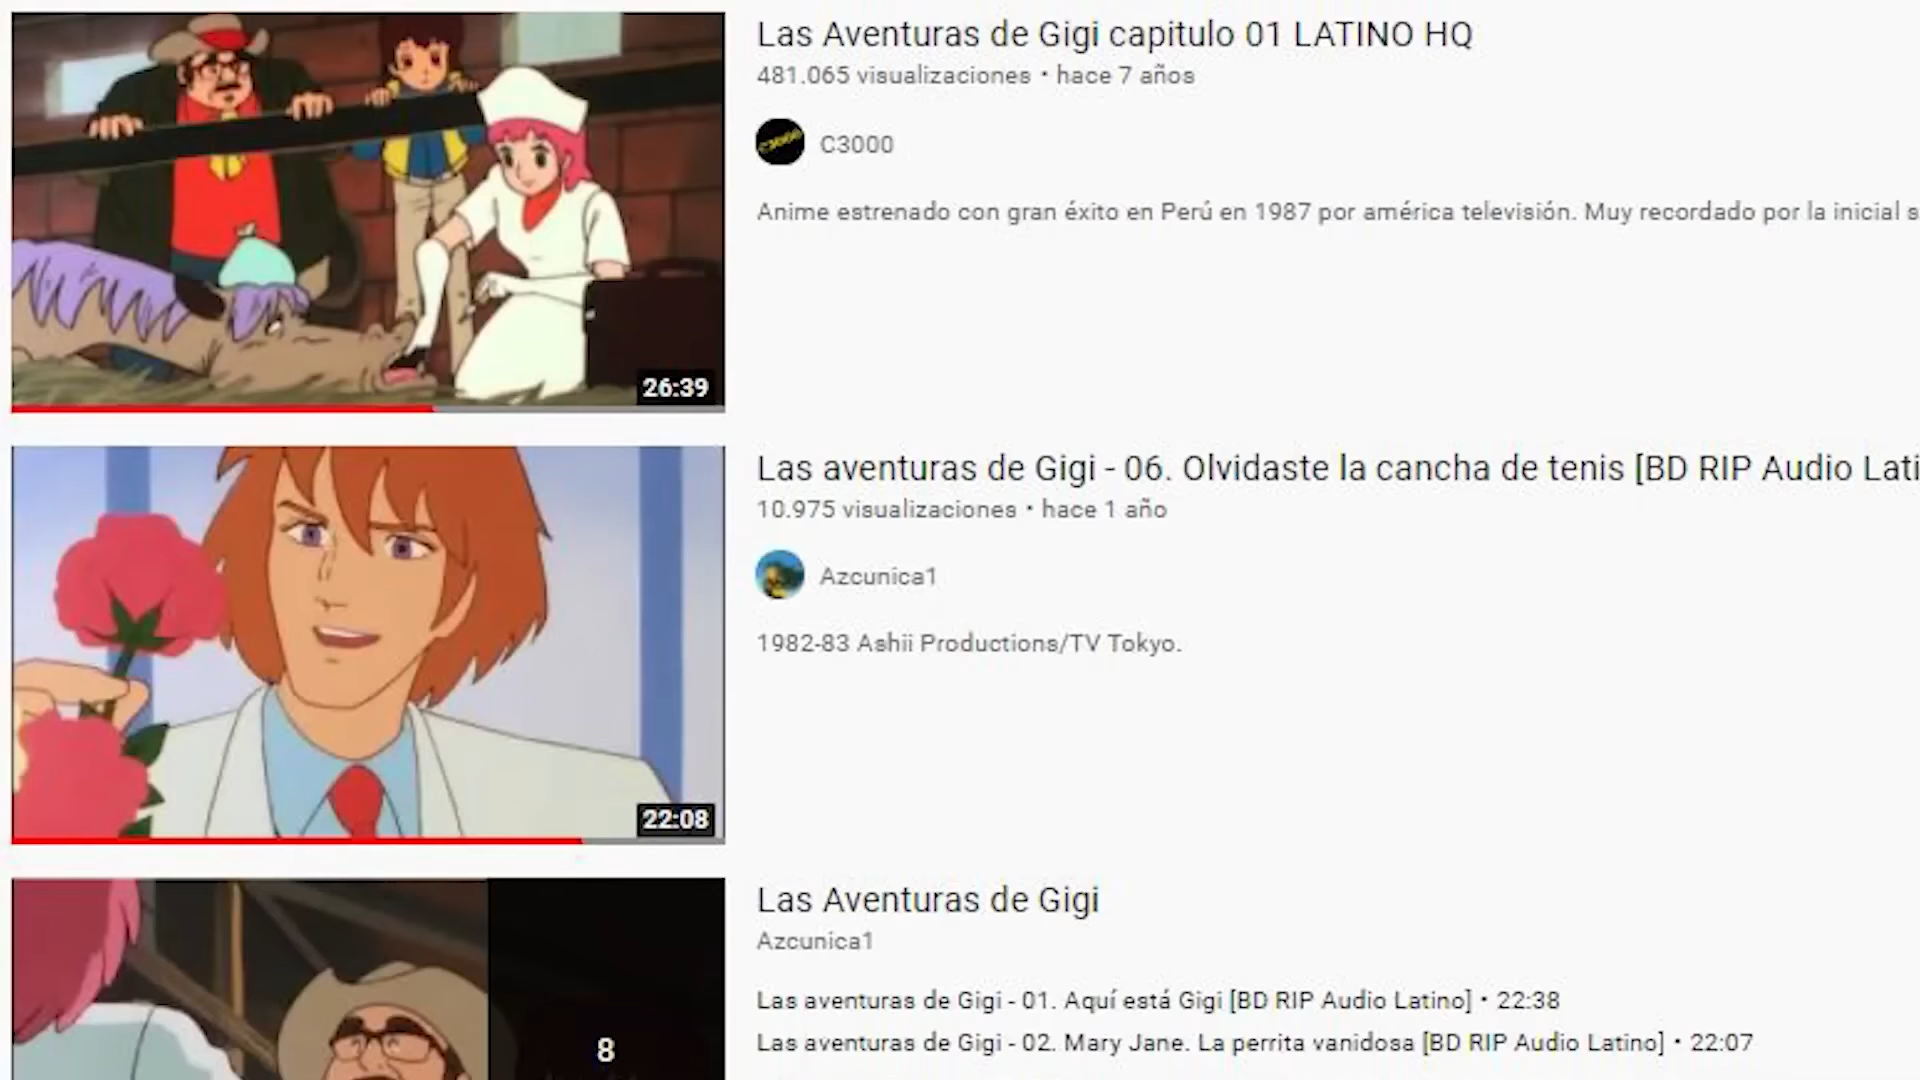 Las Aventuras de Gigi capitulo 01 LATINO HQ
481.065 visualizaciones • hace 7 años
C3000
C3000
Anime estrenado con gran éxito en Perú en 1987 por américa televisión. Muy recordado por la inicial s
26:39
Las aventuras de Gigi - 06. Olvidaste la cancha de tenis [BD RIP Audio Lati
10.975 visualizaciones • hace 1 año
Azcunica1
1982-83 Ashii Productions/TV Tokyo.
22:08
Las Aventuras de Gigi
Azcunica1
Las aventuras de Gigi - 01. Aquí está Gigi [BD RIP Audio Latino] • 22:38
Las aventuras de Gigi - 02. Mary Jane. La perrita vanidosa [BD RIP Audio Latino] • 22:07
8